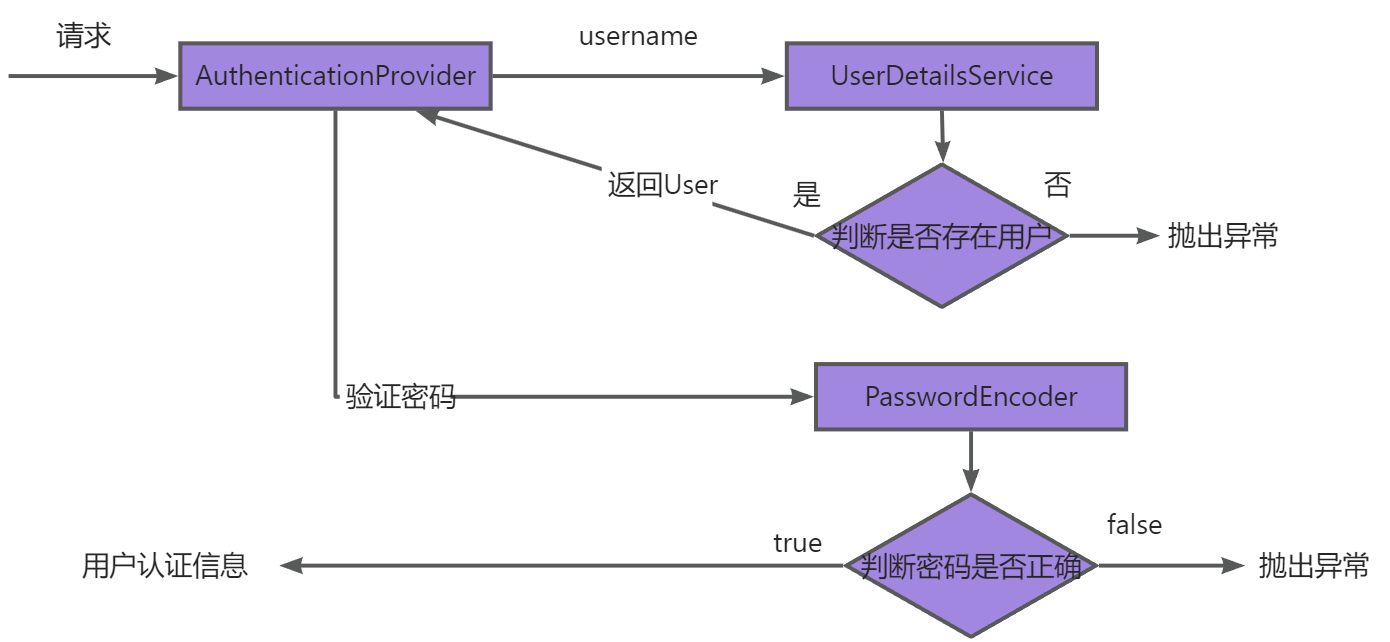 请求
username
AuthenticationProvider
UserDetailsService
返回User
是
否
判断是否存在用户
抛出异常
验证密码
PasswordEncoder
true
false
用户认证信息
判断密码是否正确
抛出异常